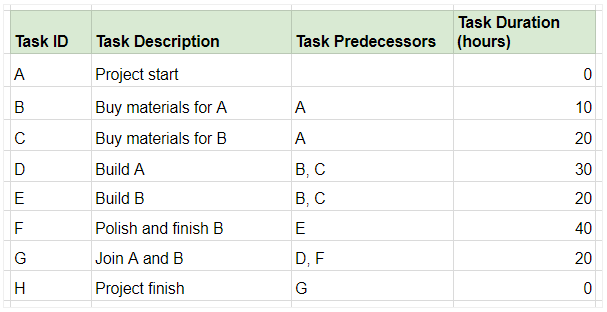 Task ID Task Description Task Predecessors Task Duration (hours)
A Project start 0
B Buy materials for A A 10
C Buy materials for B A 20
D Build A B, C 30
E Build B B, C 20
F Polish and finish B E 40
G Join A and B D, F 20
H Project finish G 0